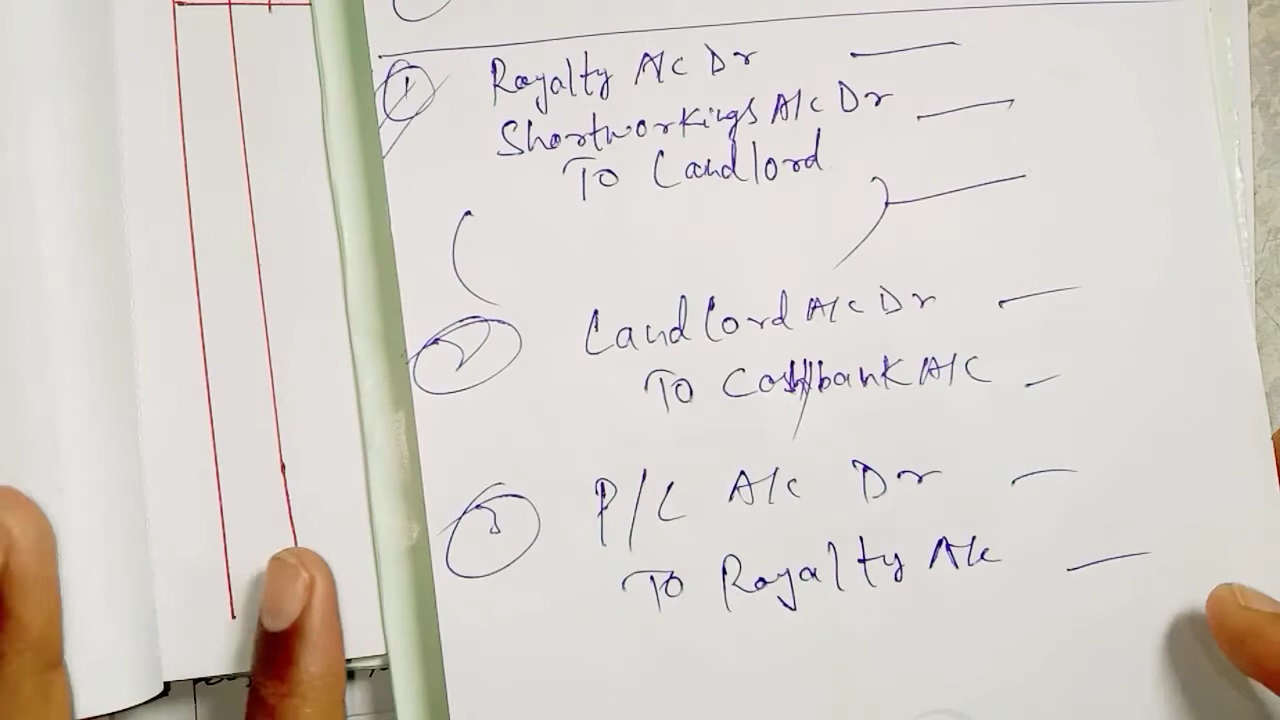 ① Royalty A/c Dr —
Shortworkings A/c Dr —
To Landlord —
② Landlord A/c Dr —
To Cash/bank A/C —
③ P/L A/c Dr —
To Royalty A/c —